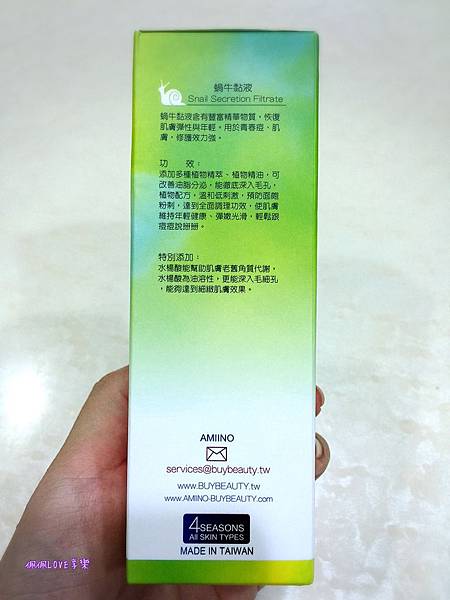 蝸牛黏液
Snail Secretion Filtrate
蝸牛黏液含有豐富精華物質，恢復
肌膚彈性與年輕。用於青春痘、肌
膚，修護效力強。
功 效：
添加多種植物精萃、植物精油，可
改善油脂分泌，能徹底深入毛孔，
植物配方，溫和低刺激，預防面皰
粉刺，達到全面調理功效，使肌膚
維持年輕健康、彈嫩光滑，輕鬆跟
痘痘說掰掰。
特別添加：
水楊酸能幫助肌膚老舊角質代謝，
水楊酸為油溶性，更能深入毛細孔
，能夠達到細緻肌膚效果。
AMIINO
services@buybeauty.tw
www.BUYBEAUTY.tw
www.AMIINO-BUYBEAUTY.com
4SEASONS
All SKIN TYPES
MADE IN TAIWAN
佩佩LOVE享樂